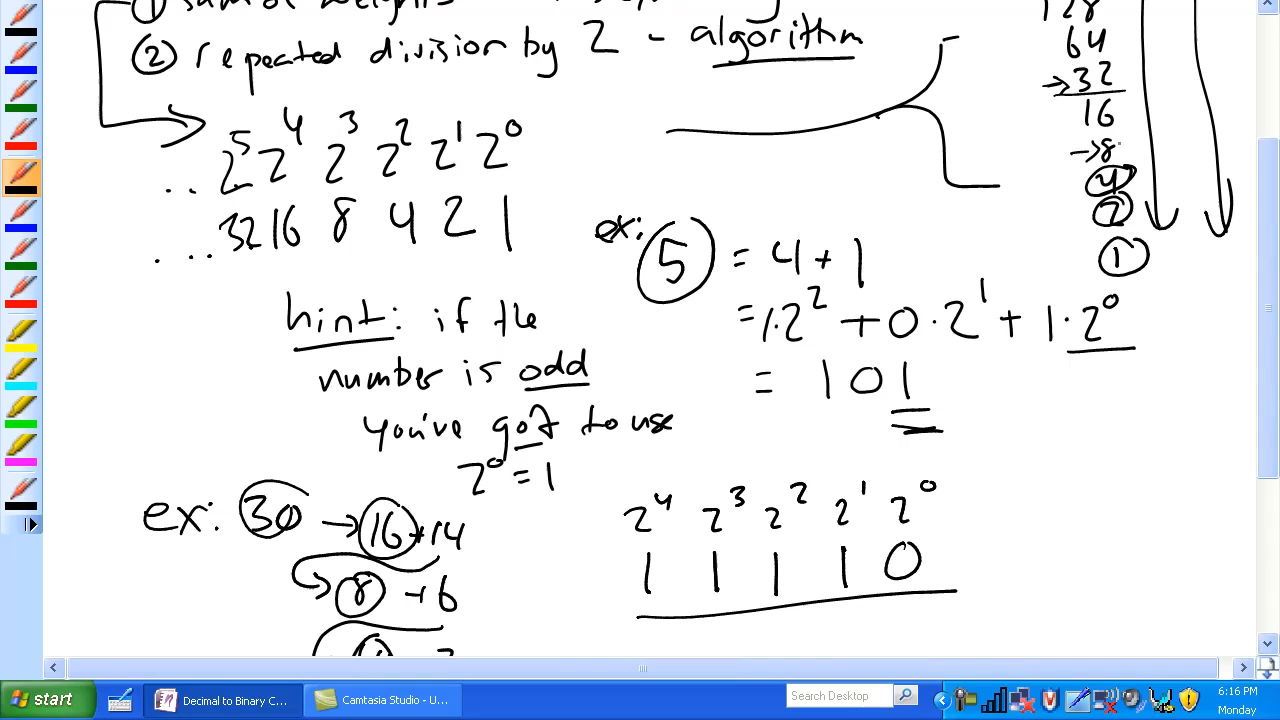 ① sum of weights
② repeated division by 2 - algorithm
2⁵ 2⁴ 2³ 2² 2¹ 2⁰
... 32 16 8 4 2 1
hint: if the
number is odd
you've got to use
2⁰ = 1
ex: 5 = 4 + 1
= 1·2² + 0·2¹ + 1·2⁰
= 101
128
64
→32
16
→8
4
2
1
ex: 30 → 16 + 14
→ 8 + 6
2⁴ 2³ 2² 2¹ 2⁰
1 1 1 1 0
start
Decimal to Binary C...
Camtasia Studio - U...
Search Desktop
6:16 PM
Monday